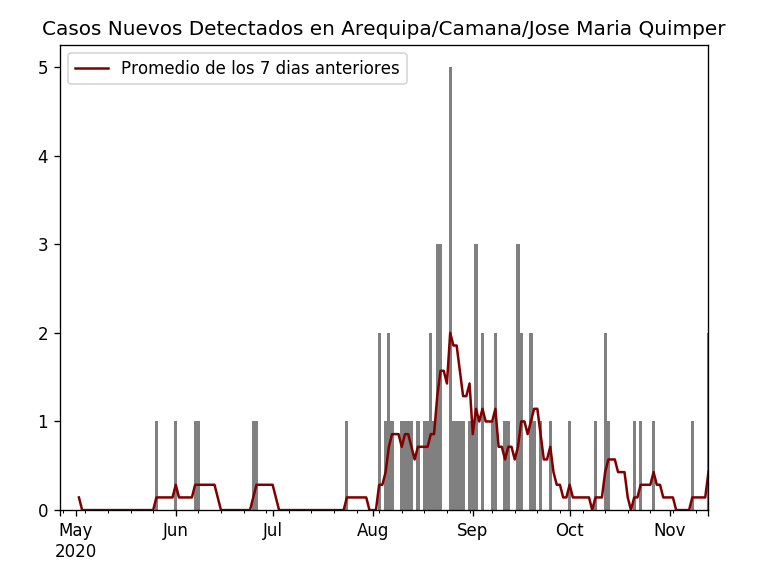 Casos Nuevos Detectados en Arequipa/Camana/Jose Maria Quimper
Promedio de los 7 dias anteriores
5
4
3
2
1
0
May Jun Jul Aug Sep Oct Nov
2020